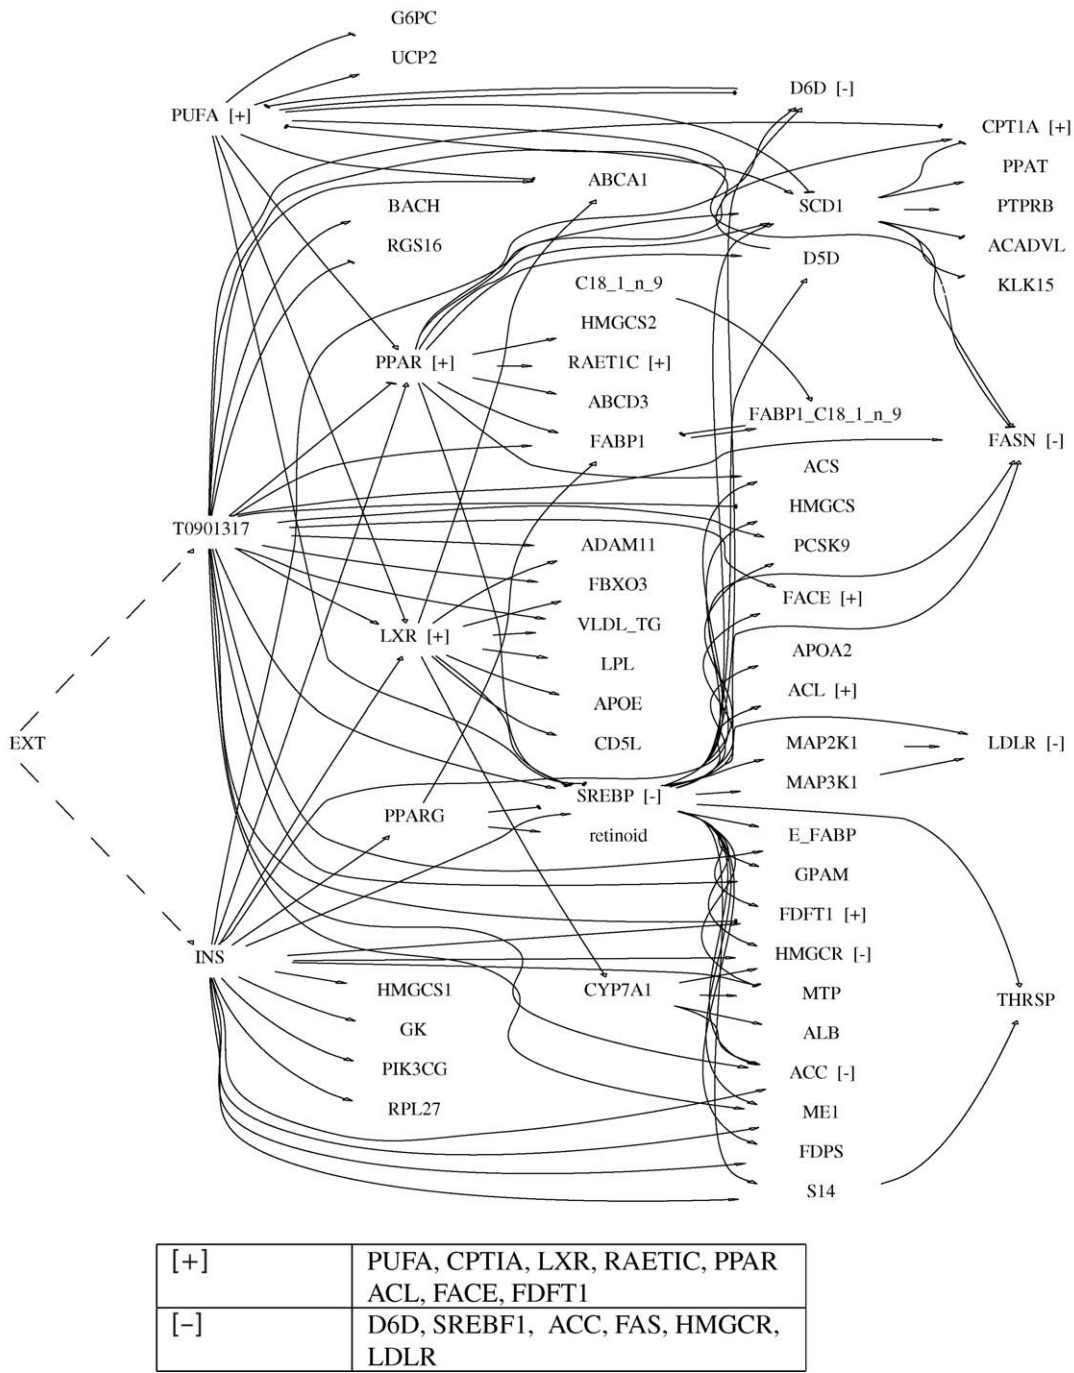 G6PC
UCP2
PUFA [+]
D6D [-]
CPT1A [+]
PPAT
ABCA1
BACH
SCD1
PTPRB
RGS16
ACADVL
D5D
KLK15
C18_1_n_9
HMGCS2
PPAR [+]
RAET1C [+]
ABCD3
FABP1_C18_1_n_9
FABP1
FASN [-]
ACS
HMGCS
T0901317
ADAM11
PCSK9
FBXO3
FACE [+]
VLDL_TG
LXR [+]
LPL
APOA2
APOE
ACL [+]
CD5L
MAP2K1
LDLR [-]
EXT
MAP3K1
SREBP [-]
PPARG
retinoid
E_FABP
GPAM
FDFT1 [+]
INS
HMGCR [-]
HMGCS1
CYP7A1
MTP
THRSP
GK
ALB
PIK3CG
ACC [-]
RPL27
ME1
FDPS
S14
[+] PUFA, CPTIA, LXR, RAETIC, PPAR
ACL, FACE, FDFT1
[–] D6D, SREBF1, ACC, FAS, HMGCR,
LDLR